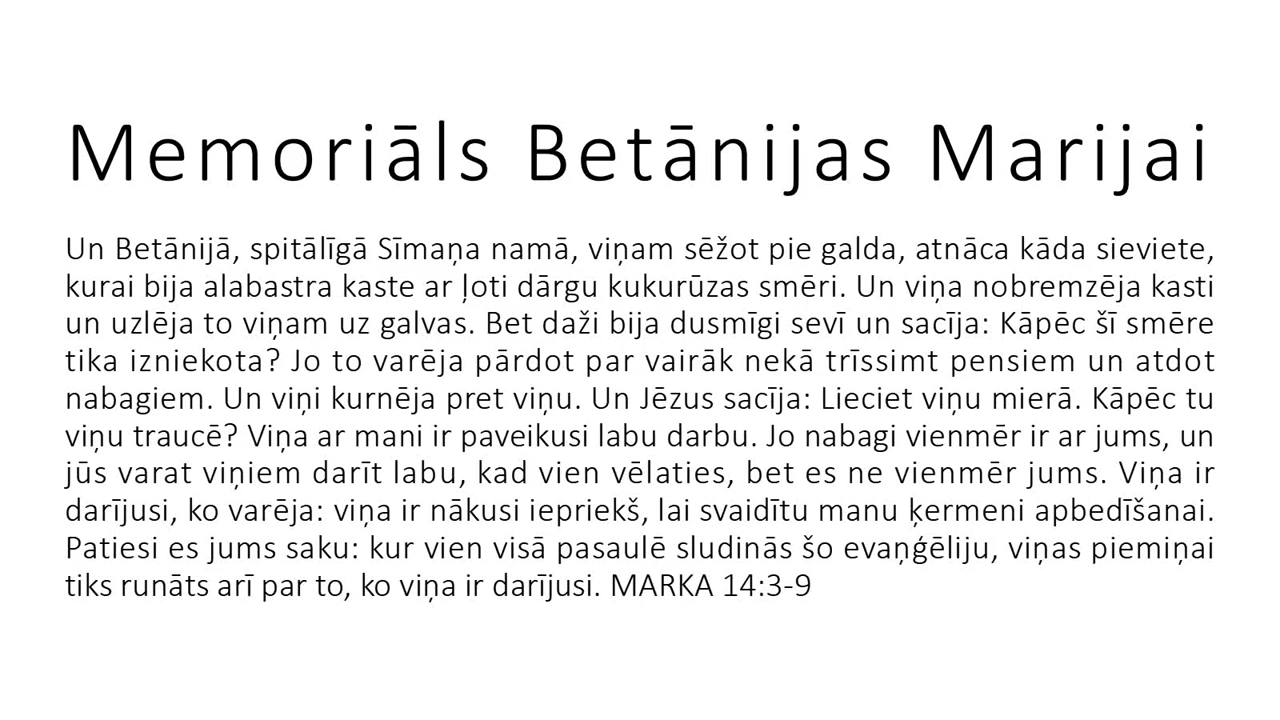 Memoriāls Betānijas Marijai
Un Betānijā, spitālīgā Sīmaņa namā, viņam sēžot pie galda, atnāca kāda sieviete,
kurai bija alabastra kaste ar ļoti dārgu kukurūzas smēri. Un viņa nobremzēja kasti
un uzlēja to viņam uz galvas. Bet daži bija dusmīgi sevī un sacīja: Kāpēc šī smēre
tika izniekota? Jo to varēja pārdot par vairāk nekā trīssimt pensiem un atdot
nabagiem. Un viņi kurnēja pret viņu. Un Jēzus sacīja: Lieciet viņu mierā. Kāpēc tu
viņu traucē? Viņa ar mani ir paveikusi labu darbu. Jo nabagi vienmēr ir ar jums, un
jūs varat viņiem darīt labu, kad vien vēlaties, bet es ne vienmēr jums. Viņa ir
darījusi, ko varēja: viņa ir nākusi iepriekš, lai svaidītu manu ķermeni apbedīšanai.
Patiesi es jums saku: kur vien visā pasaulē sludinās šo evaņģēliju, viņas piemiņai
tiks runāts arī par to, ko viņa ir darījusi. MARKA 14:3-9